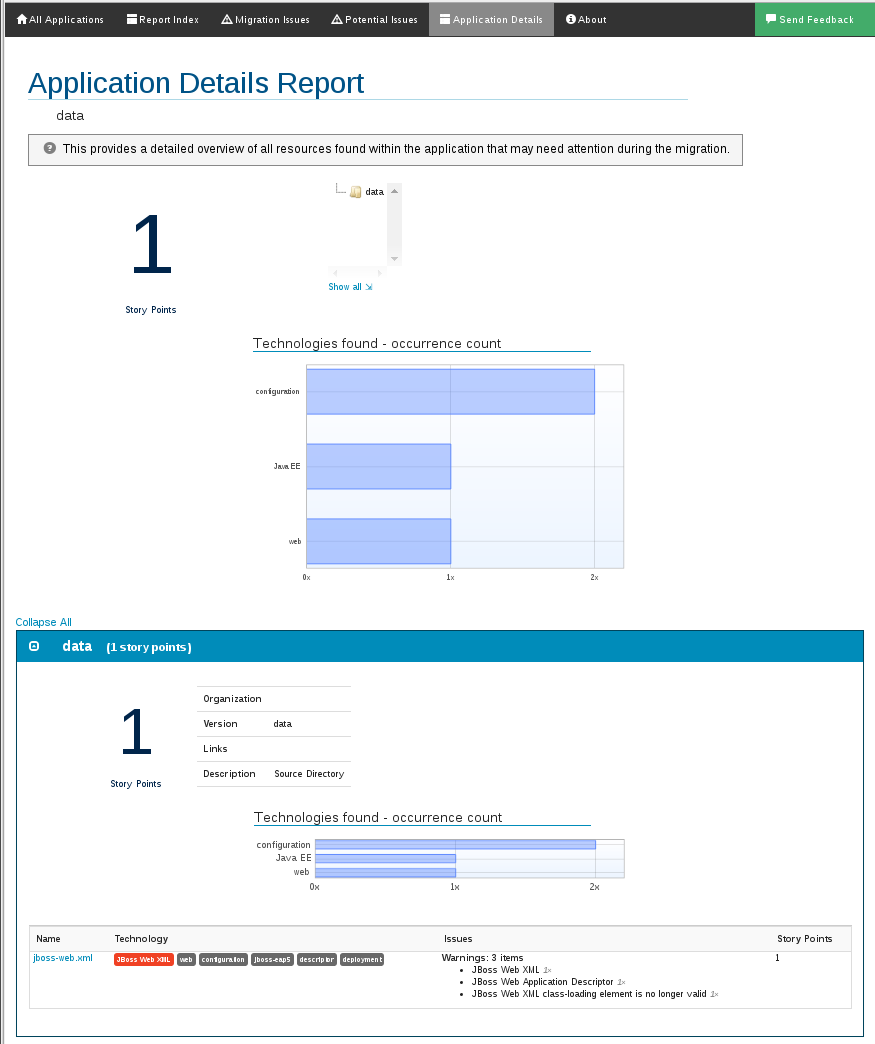 All Applications Report Index Migration Issues Potential Issues Application Details About Send Feedback
Application Details Report
data
This provides a detailed overview of all resources found within the application that may need attention during the migration.
data
1
Story Points
Show all
Technologies found - occurrence count
configuration
Java EE
web
0x 1x 2x
Collapse All
data (1 story points)
1
Story Points
Organization
Version data
Links
Description Source Directory
Technologies found - occurrence count
configuration
Java EE
web
0x 1x 2x
Name Technology Issues Story Points
jboss-web.xml JBoss Web XML web configuration jboss-eap5 descriptor deployment Warnings: 3 items 1
JBoss Web XML 1x
JBoss Web Application Descriptor 1x
JBoss Web XML class-loading element is no longer valid 1x